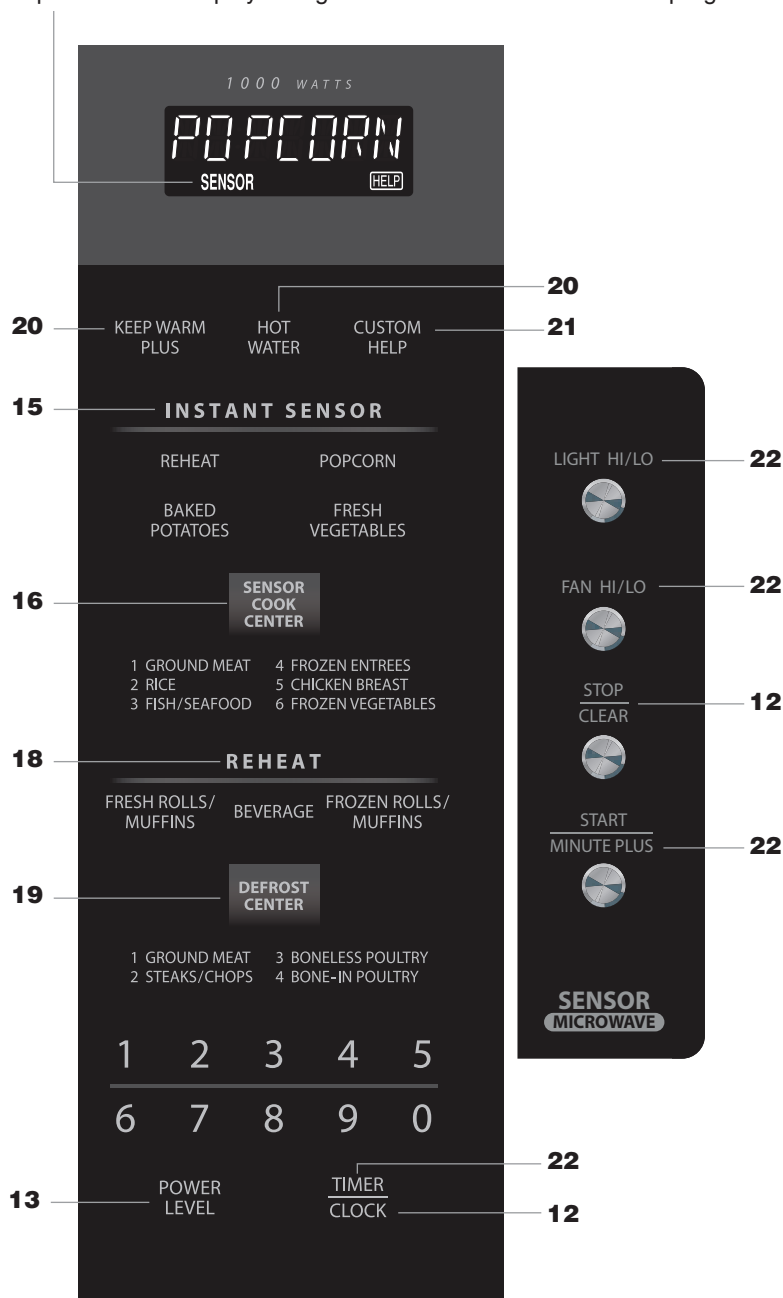 1000 WATTS
POPCORN
SENSOR HELP
20
20 KEEP WARM PLUS HOT WATER CUSTOM HELP 21
15 INSTANT SENSOR
REHEAT POPCORN
BAKED POTATOES FRESH VEGETABLES
16 SENSOR COOK CENTER
1 GROUND MEAT 4 FROZEN ENTREES
2 RICE 5 CHICKEN BREAST
3 FISH/SEAFOOD 6 FROZEN VEGETABLES
18 REHEAT
FRESH ROLLS/MUFFINS BEVERAGE FROZEN ROLLS/MUFFINS
19 DEFROST CENTER
1 GROUND MEAT 3 BONELESS POULTRY
2 STEAKS/CHOPS 4 BONE-IN POULTRY
1 2 3 4 5
6 7 8 9 0
22
13 POWER LEVEL TIMER
CLOCK 12
LIGHT HI/LO 22
FAN HI/LO 22
STOP
CLEAR 12
START
MINUTE PLUS 22
SENSOR
MICROWAVE